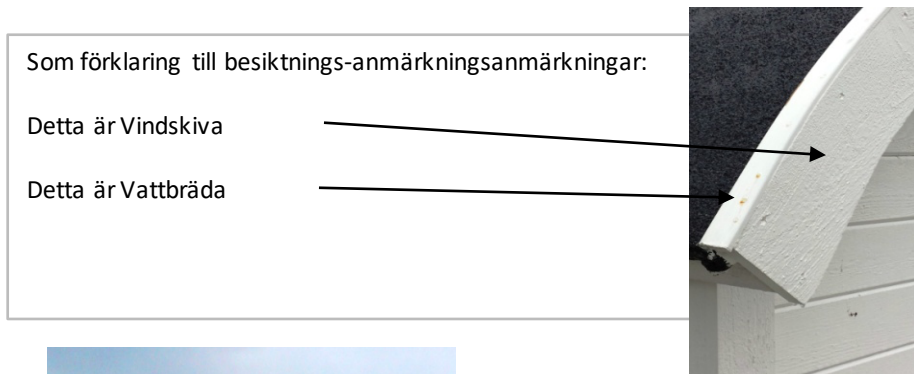 Som förklaring till besiktnings-anmärkningsanmärkningar:
Detta är Vindskiva
Detta är Vattbräda